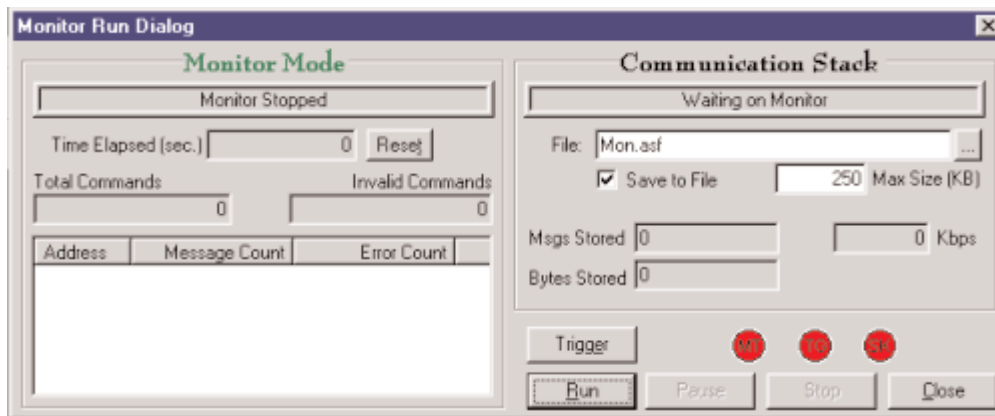 Monitor Run Dialog
Monitor Mode
Monitor Stopped
Time Elapsed (sec.) 0 Reset
Total Commands Invalid Commands
0 0
Address Message Count Error Count
Communication Stack
Waiting on Monitor
File: Mon.asf ...
Save to File 250 Max Size (KB)
Msgs Stored 0 0 Kbps
Bytes Stored 0
Trigger MT TO
Run Pause Stop Close